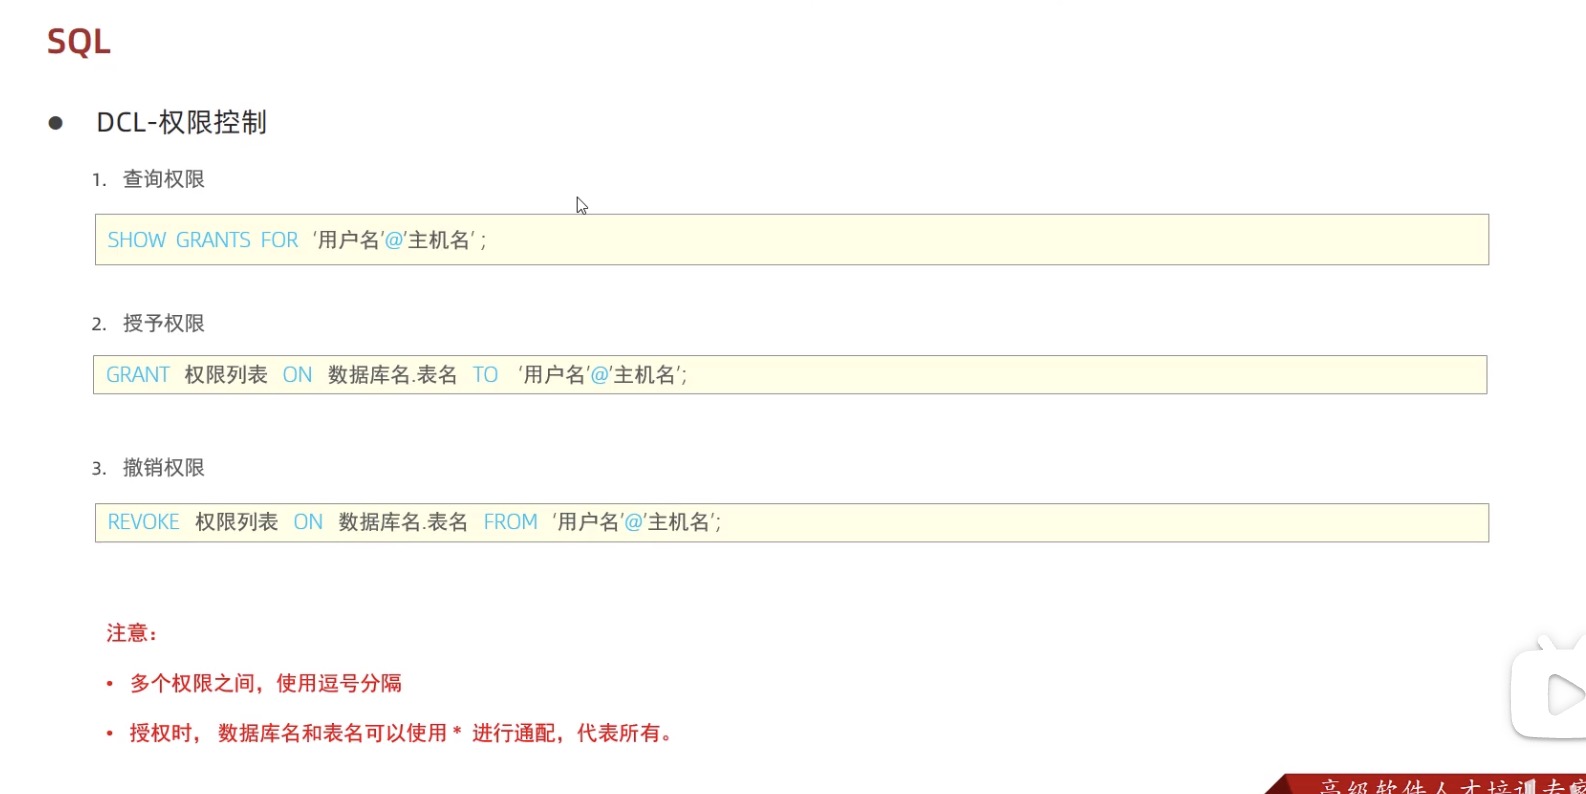 SQL
● DCL-权限控制
1. 查询权限
SHOW GRANTS FOR '用户名'@'主机名' ;
2. 授予权限
GRANT 权限列表 ON 数据库名.表名 TO '用户名'@'主机名';
3. 撤销权限
REVOKE 权限列表 ON 数据库名.表名 FROM '用户名'@'主机名';
注意：
• 多个权限之间，使用逗号分隔
• 授权时， 数据库名和表名可以使用 * 进行通配，代表所有。
高级软件人才培训专家